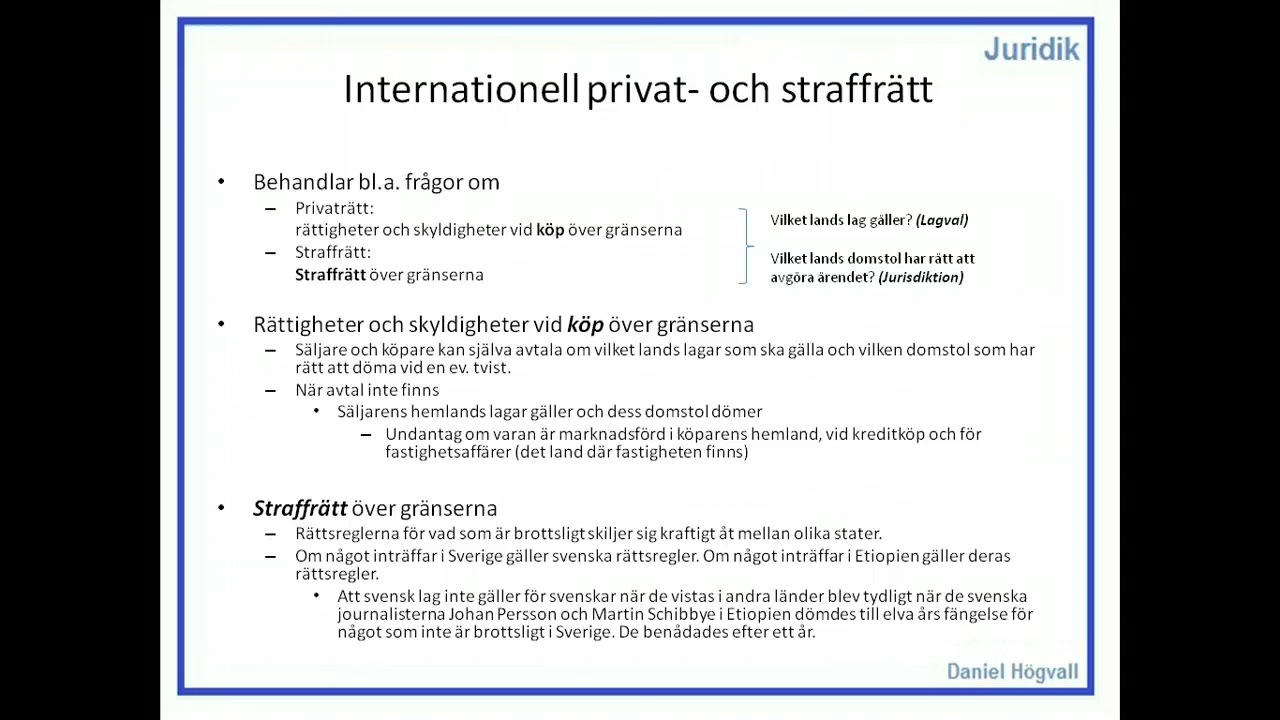 Juridik
Internationell privat- och straffrätt
• Behandlar bl.a. frågor om
– Privaträtt:
rättigheter och skyldigheter vid köp över gränserna
– Straffrätt:
Straffrätt över gränserna
Vilket lands lag gäller? (Lagval)
Vilket lands domstol har rätt att
avgöra ärendet? (Jurisdiktion)
• Rättigheter och skyldigheter vid köp över gränserna
– Säljare och köpare kan själva avtala om vilket lands lagar som ska gälla och vilken domstol som har
rätt att döma vid en ev. tvist.
– När avtal inte finns
• Säljarens hemlands lagar gäller och dess domstol dömer
– Undantag om varan är marknadsförd i köparens hemland, vid kreditköp och för
fastighetsaffärer (det land där fastigheten finns)
• Straffrätt över gränserna
– Rättsreglerna för vad som är brottsligt skiljer sig kraftigt åt mellan olika stater.
– Om något inträffar i Sverige gäller svenska rättsregler. Om något inträffar i Etiopien gäller deras
rättsregler.
• Att svensk lag inte gäller för svenskar när de vistas i andra länder blev tydligt när de svenska
journalisterna Johan Persson och Martin Schibbye i Etiopien dömdes till elva års fängelse för
något som inte är brottsligt i Sverige. De benådades efter ett år.
Daniel Högvall